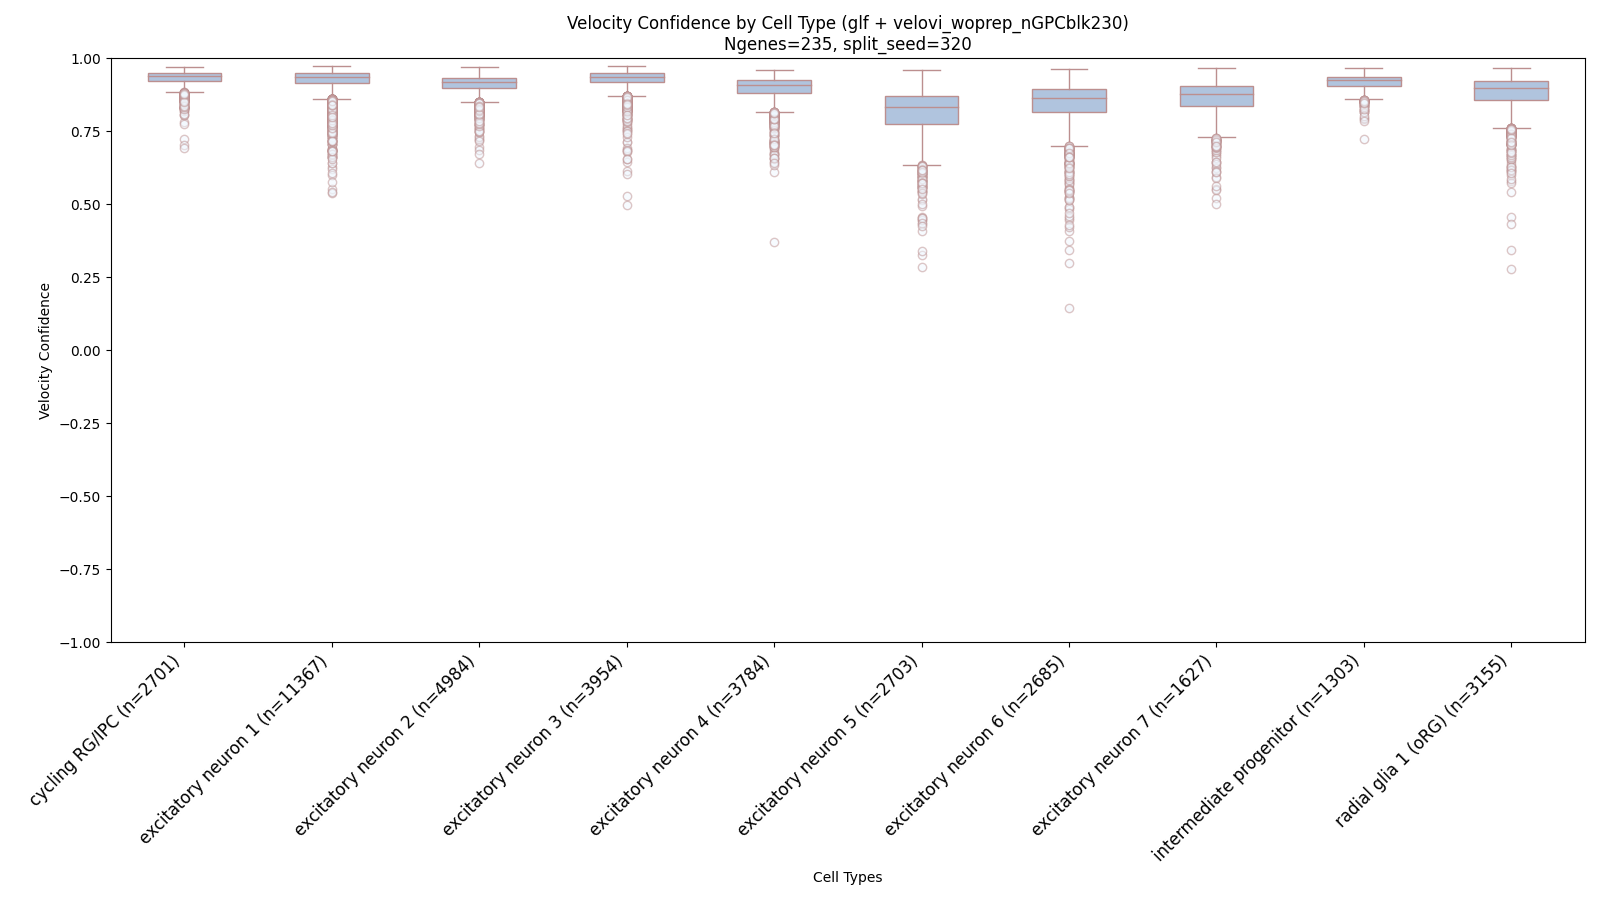 Velocity Confidence by Cell Type (glf + velovi_woprep_nGPCblk230)
Ngenes=235, split_seed=320
Velocity Confidence
1.00
0.75
0.50
0.25
0.00
−0.25
−0.50
−0.75
−1.00
cycling RG/IPC (n=2701)
excitatory neuron 1 (n=11367)
excitatory neuron 2 (n=4984)
excitatory neuron 3 (n=3954)
excitatory neuron 4 (n=3784)
excitatory neuron 5 (n=2703)
excitatory neuron 6 (n=2685)
excitatory neuron 7 (n=1627)
intermediate progenitor (n=1303)
radial glia 1 (oRG) (n=3155)
Cell Types